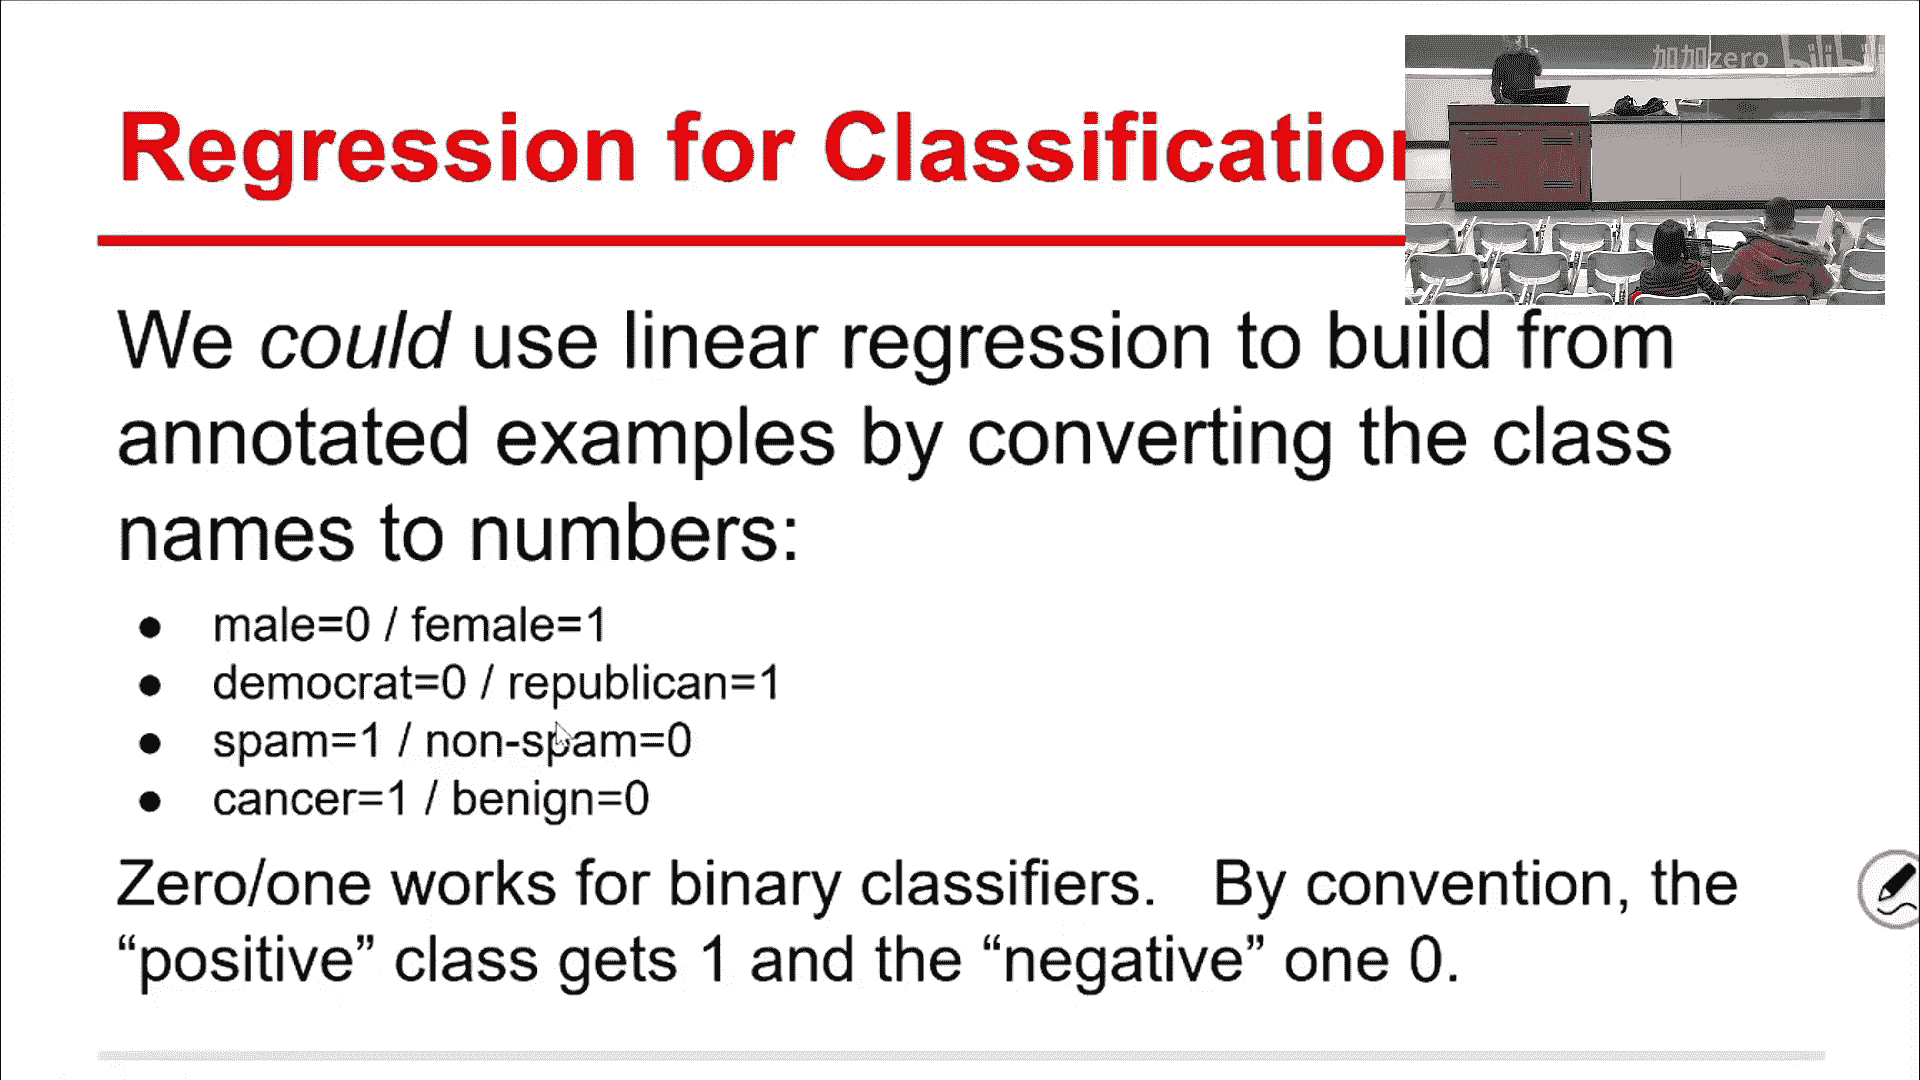 加加zero bilibili
Regression for Classification
We could use linear regression to build from
annotated examples by converting the class
names to numbers:
● male=0 / female=1
● democrat=0 / republican=1
● spam=1 / non-spam=0
● cancer=1 / benign=0
Zero/one works for binary classifiers. By convention, the
“positive” class gets 1 and the “negative” one 0.